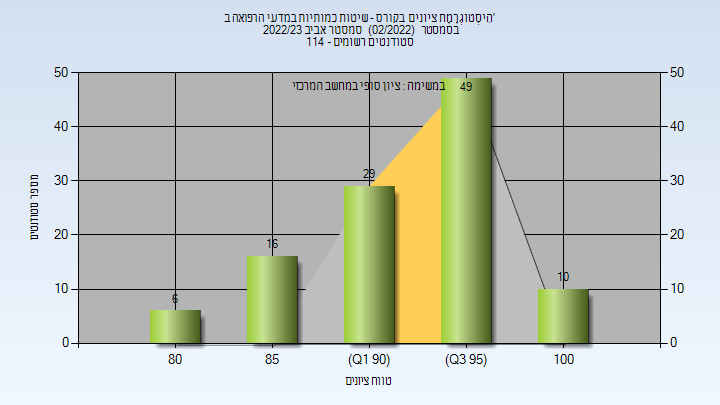 היסטוגרמת ציונים בקורס - שיטות כמותיות במדעי הרפואה ב'
בסמסטר (02/2022) סמסטר אביב 2022/23
סטודנטים רשומים - 114
במשימה : ציון סופי במחשב המרכזי
50 50
49
40 40
30 30
29
20 20
16
10 10
10
6
0 0
80 85 (Q1 90) (Q3 95) 100
מספר סטודנטים
טווח ציונים